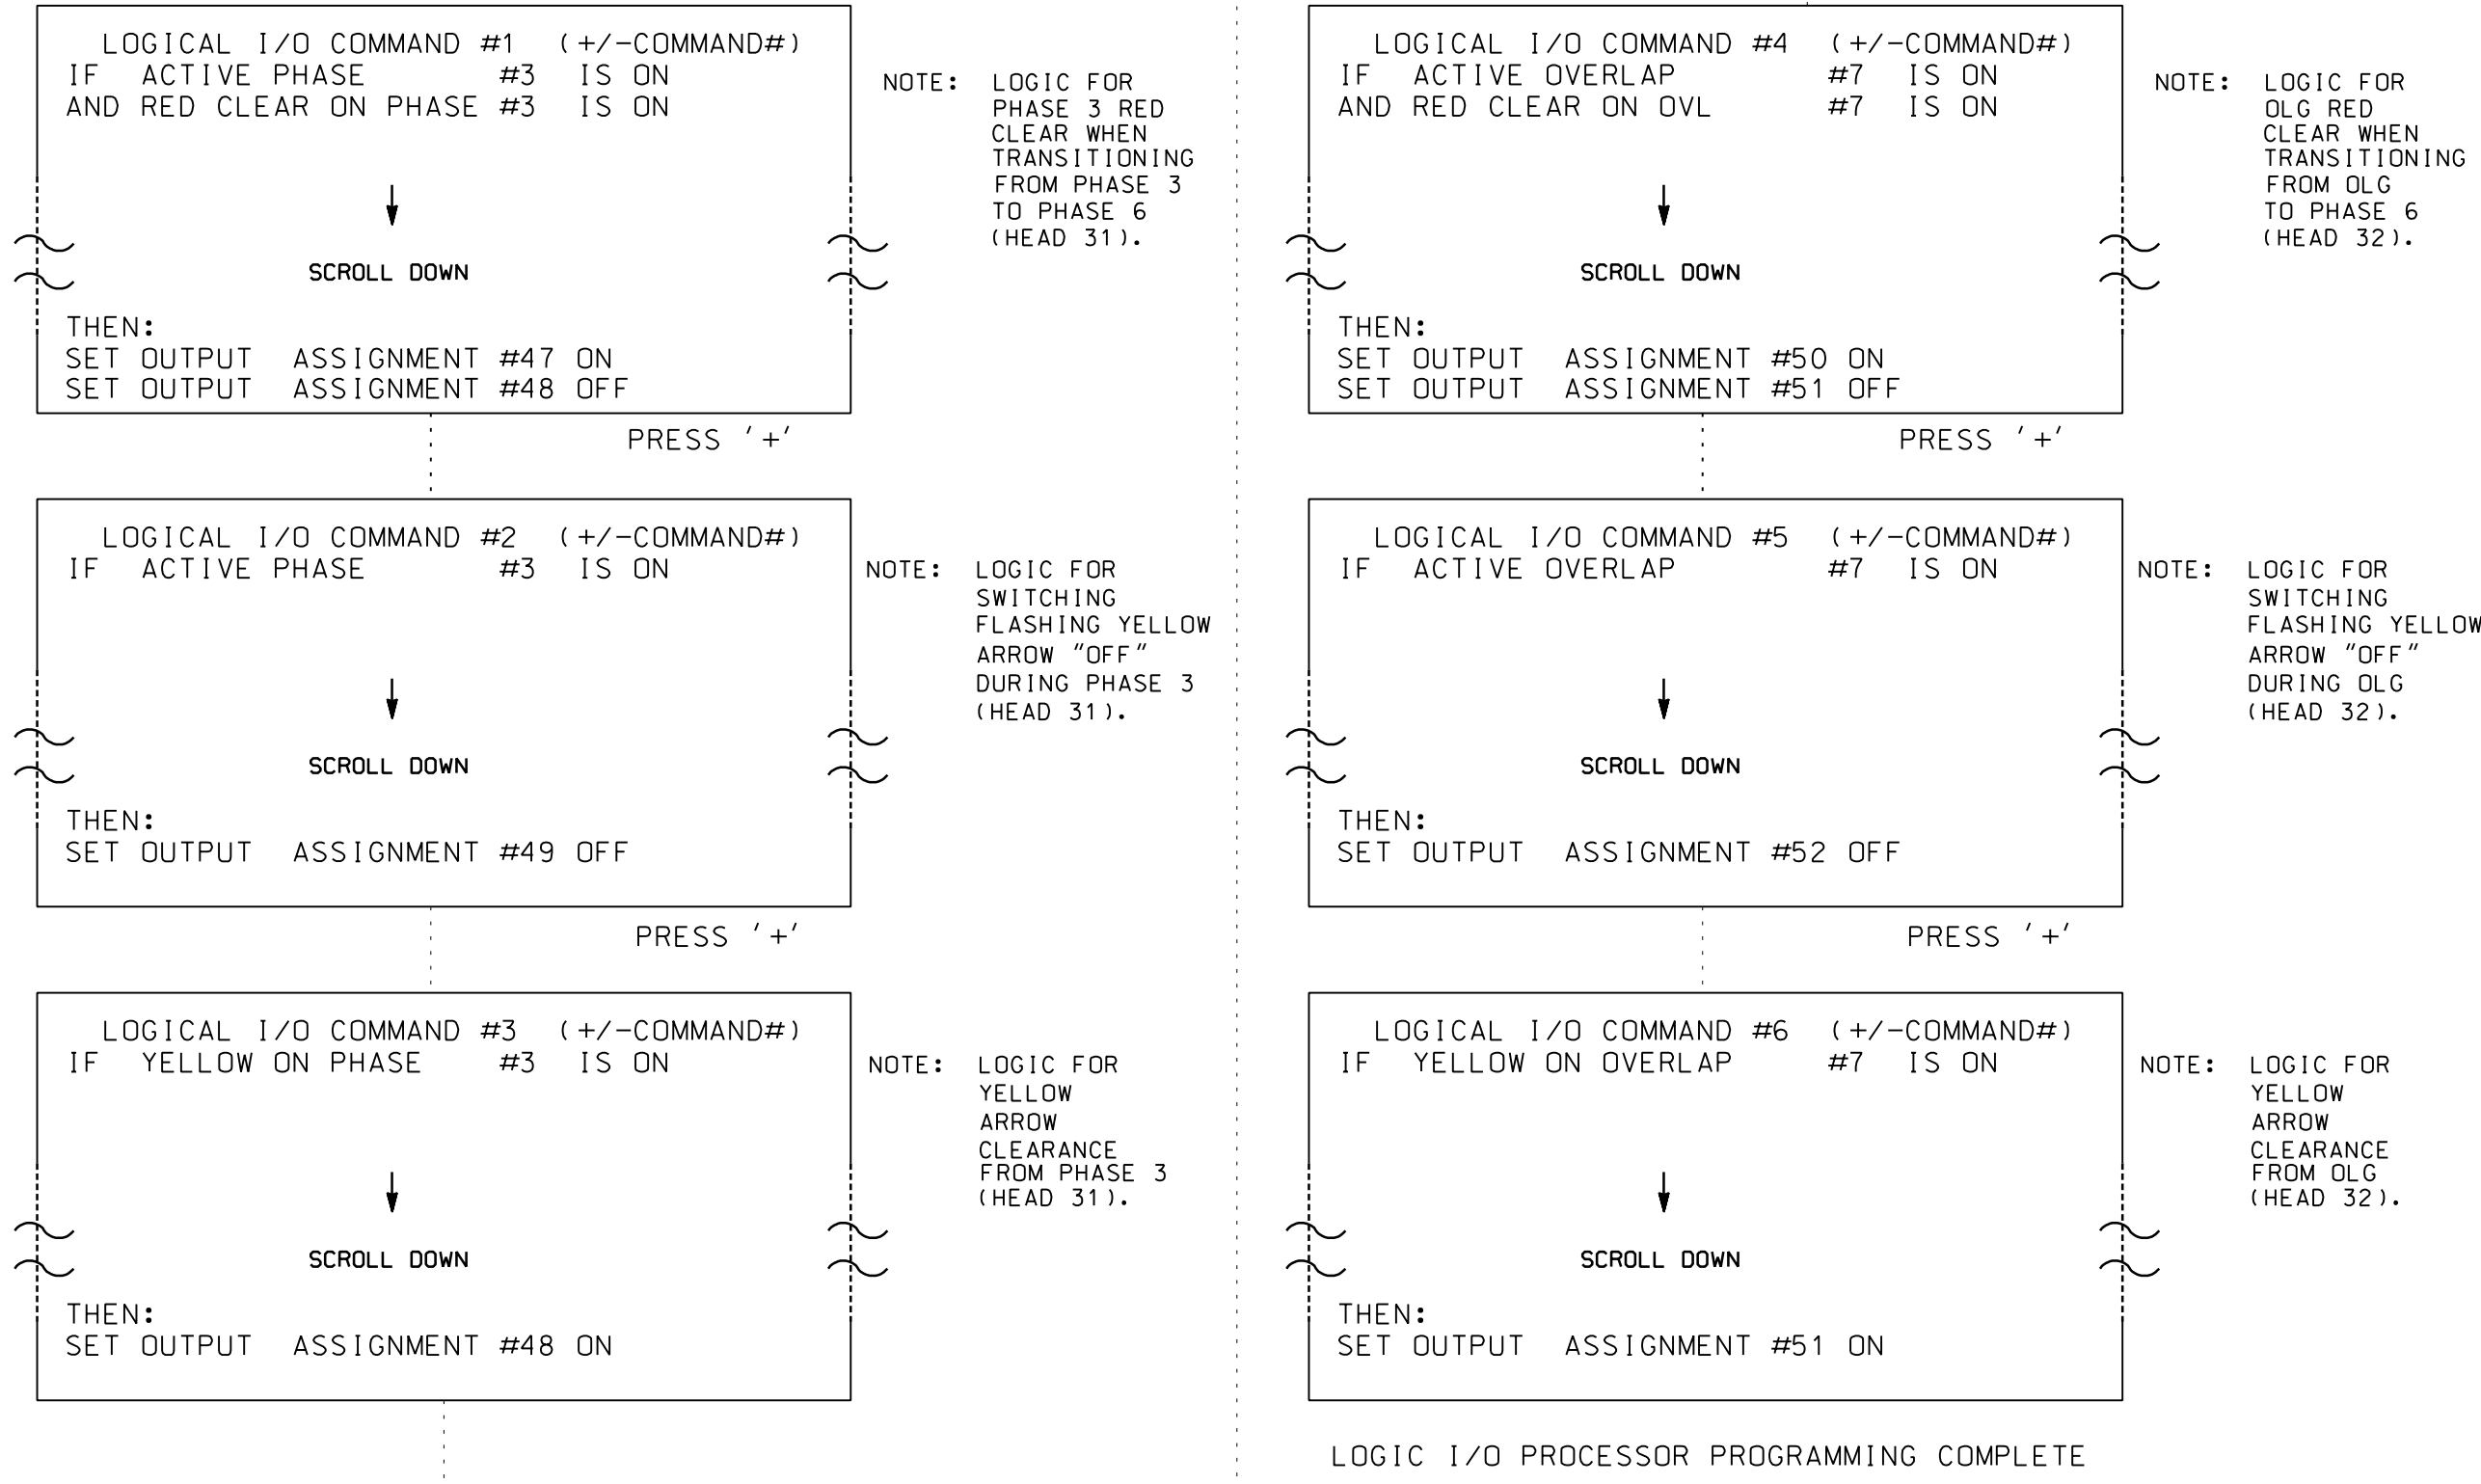 LOGICAL I/O COMMAND #1 (+/-COMMAND#)
IF ACTIVE PHASE #3 IS ON
AND RED CLEAR ON PHASE #3 IS ON
SCROLL DOWN
THEN:
SET OUTPUT ASSIGNMENT #47 ON
SET OUTPUT ASSIGNMENT #48 OFF
NOTE: LOGIC FOR
PHASE 3 RED
CLEAR WHEN
TRANSITIONING
FROM PHASE 3
TO PHASE 6
(HEAD 31).
PRESS '+'
LOGICAL I/O COMMAND #2 (+/-COMMAND#)
IF ACTIVE PHASE #3 IS ON
SCROLL DOWN
THEN:
SET OUTPUT ASSIGNMENT #49 OFF
NOTE: LOGIC FOR
SWITCHING
FLASHING YELLOW
ARROW "OFF"
DURING PHASE 3
(HEAD 31).
PRESS '+'
LOGICAL I/O COMMAND #3 (+/-COMMAND#)
IF YELLOW ON PHASE #3 IS ON
SCROLL DOWN
THEN:
SET OUTPUT ASSIGNMENT #48 ON
NOTE: LOGIC FOR
YELLOW
ARROW
CLEARANCE
FROM PHASE 3
(HEAD 31).
LOGICAL I/O COMMAND #4 (+/-COMMAND#)
IF ACTIVE OVERLAP #7 IS ON
AND RED CLEAR ON OVL #7 IS ON
SCROLL DOWN
THEN:
SET OUTPUT ASSIGNMENT #50 ON
SET OUTPUT ASSIGNMENT #51 OFF
NOTE: LOGIC FOR
OLG RED
CLEAR WHEN
TRANSITIONING
FROM OLG
TO PHASE 6
(HEAD 32).
PRESS '+'
LOGICAL I/O COMMAND #5 (+/-COMMAND#)
IF ACTIVE OVERLAP #7 IS ON
SCROLL DOWN
THEN:
SET OUTPUT ASSIGNMENT #52 OFF
NOTE: LOGIC FOR
SWITCHING
FLASHING YELLOW
ARROW "OFF"
DURING OLG
(HEAD 32).
PRESS '+'
LOGICAL I/O COMMAND #6 (+/-COMMAND#)
IF YELLOW ON OVERLAP #7 IS ON
SCROLL DOWN
THEN:
SET OUTPUT ASSIGNMENT #51 ON
NOTE: LOGIC FOR
YELLOW
ARROW
CLEARANCE
FROM OLG
(HEAD 32).
LOGIC I/O PROCESSOR PROGRAMMING COMPLETE